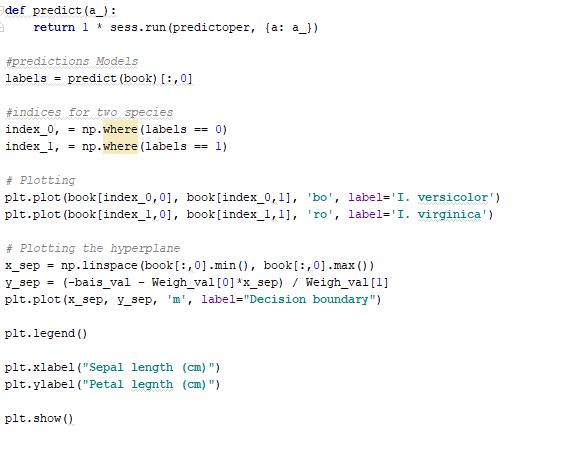 def predict(a_):
    return 1 * sess.run(predictoper, {a: a_})
#predictions Models
labels = predict(book)[:,0]
#indices for two species
index_0, = np.where(labels == 0)
index_1, = np.where(labels == 1)
# Plotting
plt.plot(book[index_0,0], book[index_0,1], 'bo', label='I. versicolor')
plt.plot(book[index_1,0], book[index_1,1], 'ro', label='I. virginica')
# Plotting the hyperplane
x_sep = np.linspace(book[:,0].min(), book[:,0].max())
y_sep = (-bais_val - Weigh_val[0]*x_sep) / Weigh_val[1]
plt.plot(x_sep, y_sep, 'm', label="Decision boundary")
plt.legend()
plt.xlabel("Sepal length (cm)")
plt.ylabel("Petal legnth (cm)")
plt.show()